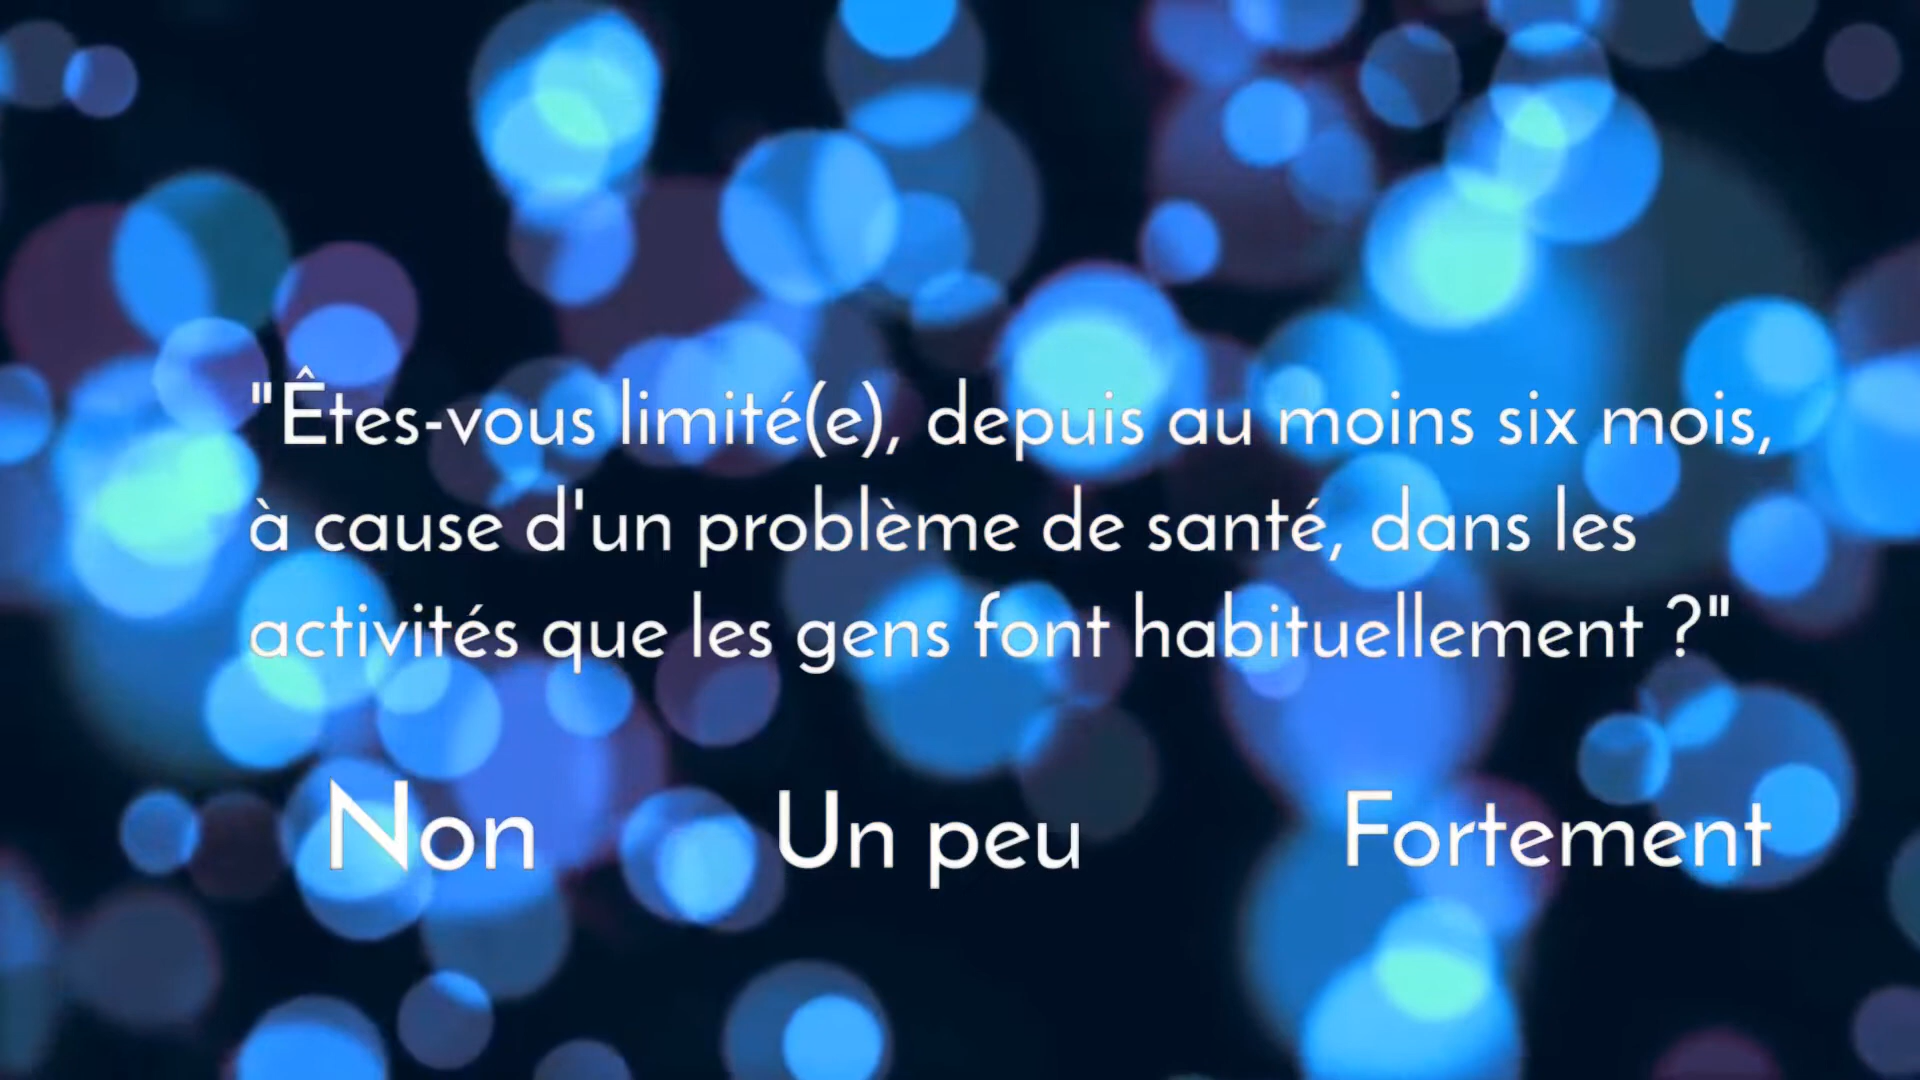 "Êtes-vous limité(e), depuis au moins six mois,
à cause d'un problème de santé, dans les
activités que les gens font habituellement ?"
Non Un peu Fortement